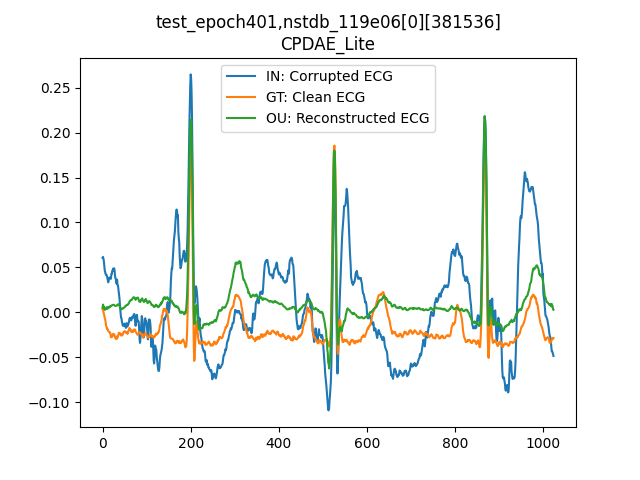 test_epoch401,nstdb_119e06[0][381536]
CPDAE_Lite
IN: Corrupted ECG
GT: Clean ECG
OU: Reconstructed ECG
0.25
0.20
0.15
0.10
0.05
0.00
−0.05
−0.10
0 200 400 600 800 1000